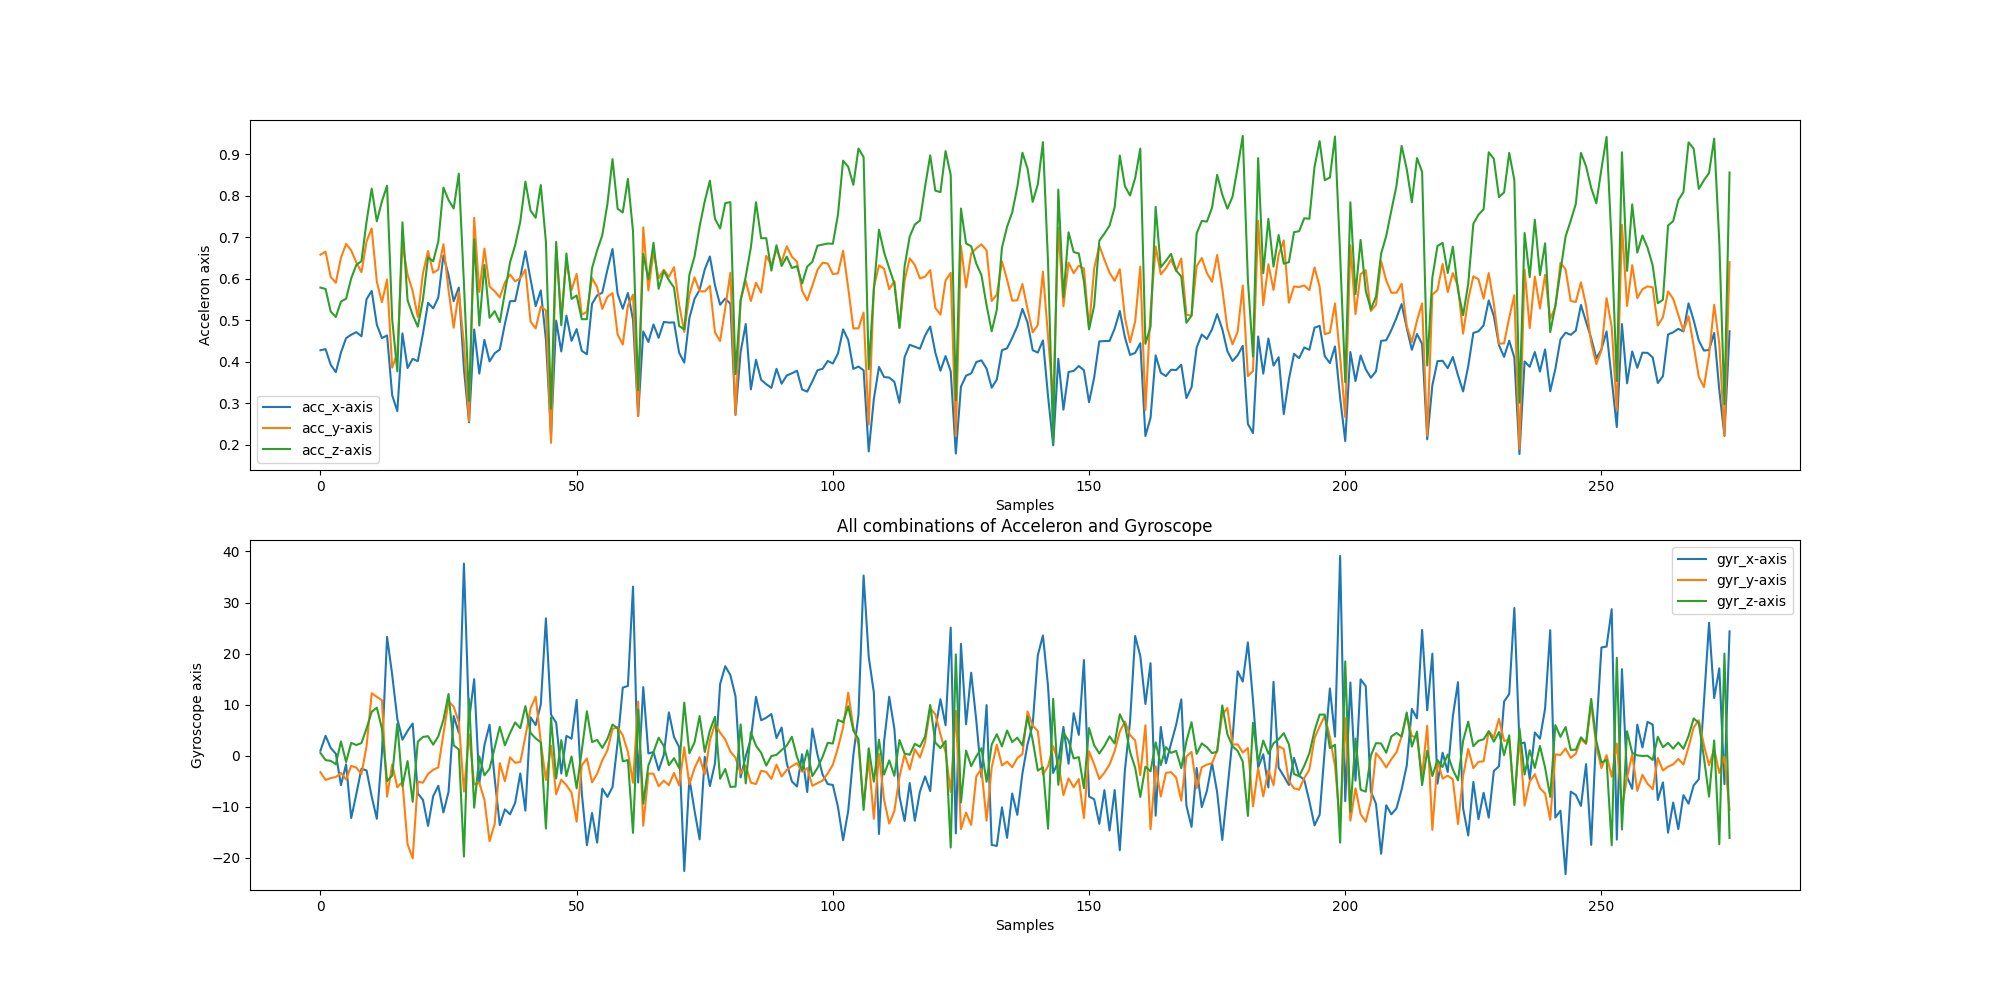 0.9
0.8
0.7
0.6
0.5
0.4
0.3
0.2
Acceleron axis
acc_x-axis
acc_y-axis
acc_z-axis
0 50 100 150 200 250
Samples
All combinations of Acceleron and Gyroscope
40
30
20
10
0
−10
−20
Gyroscope axis
gyr_x-axis
gyr_y-axis
gyr_z-axis
0 50 100 150 200 250
Samples